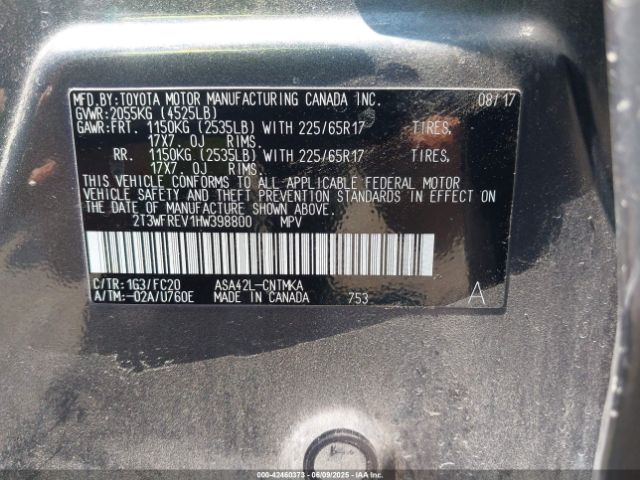 MFD.BY:TOYOTA MOTOR MANUFACTURING CANADA INC. 08/17
GVWR:2055KG (4525LB)
GAWR:FRT. 1150KG (2535LB) WITH 225/65R17 TIRES,
17X7. 0J RIMS.
RR. 1150KG (2535LB) WITH 225/65R17 TIRES,
17X7. 0J RIMS.
THIS VEHICLE CONFORMS TO ALL APPLICABLE FEDERAL MOTOR
VEHICLE SAFETY AND THEFT PREVENTION STANDARDS IN EFFECT ON
THE DATE OF MANUFACTURE SHOWN ABOVE.
2T3WFREV1HW398800 MPV
C/TR:1G3/FC20 ASA42L-CNTMKA
A/TM:-02A/U760E MADE IN CANADA 753 A
000-42460373 - 06/09/2025 - IAAI.COM